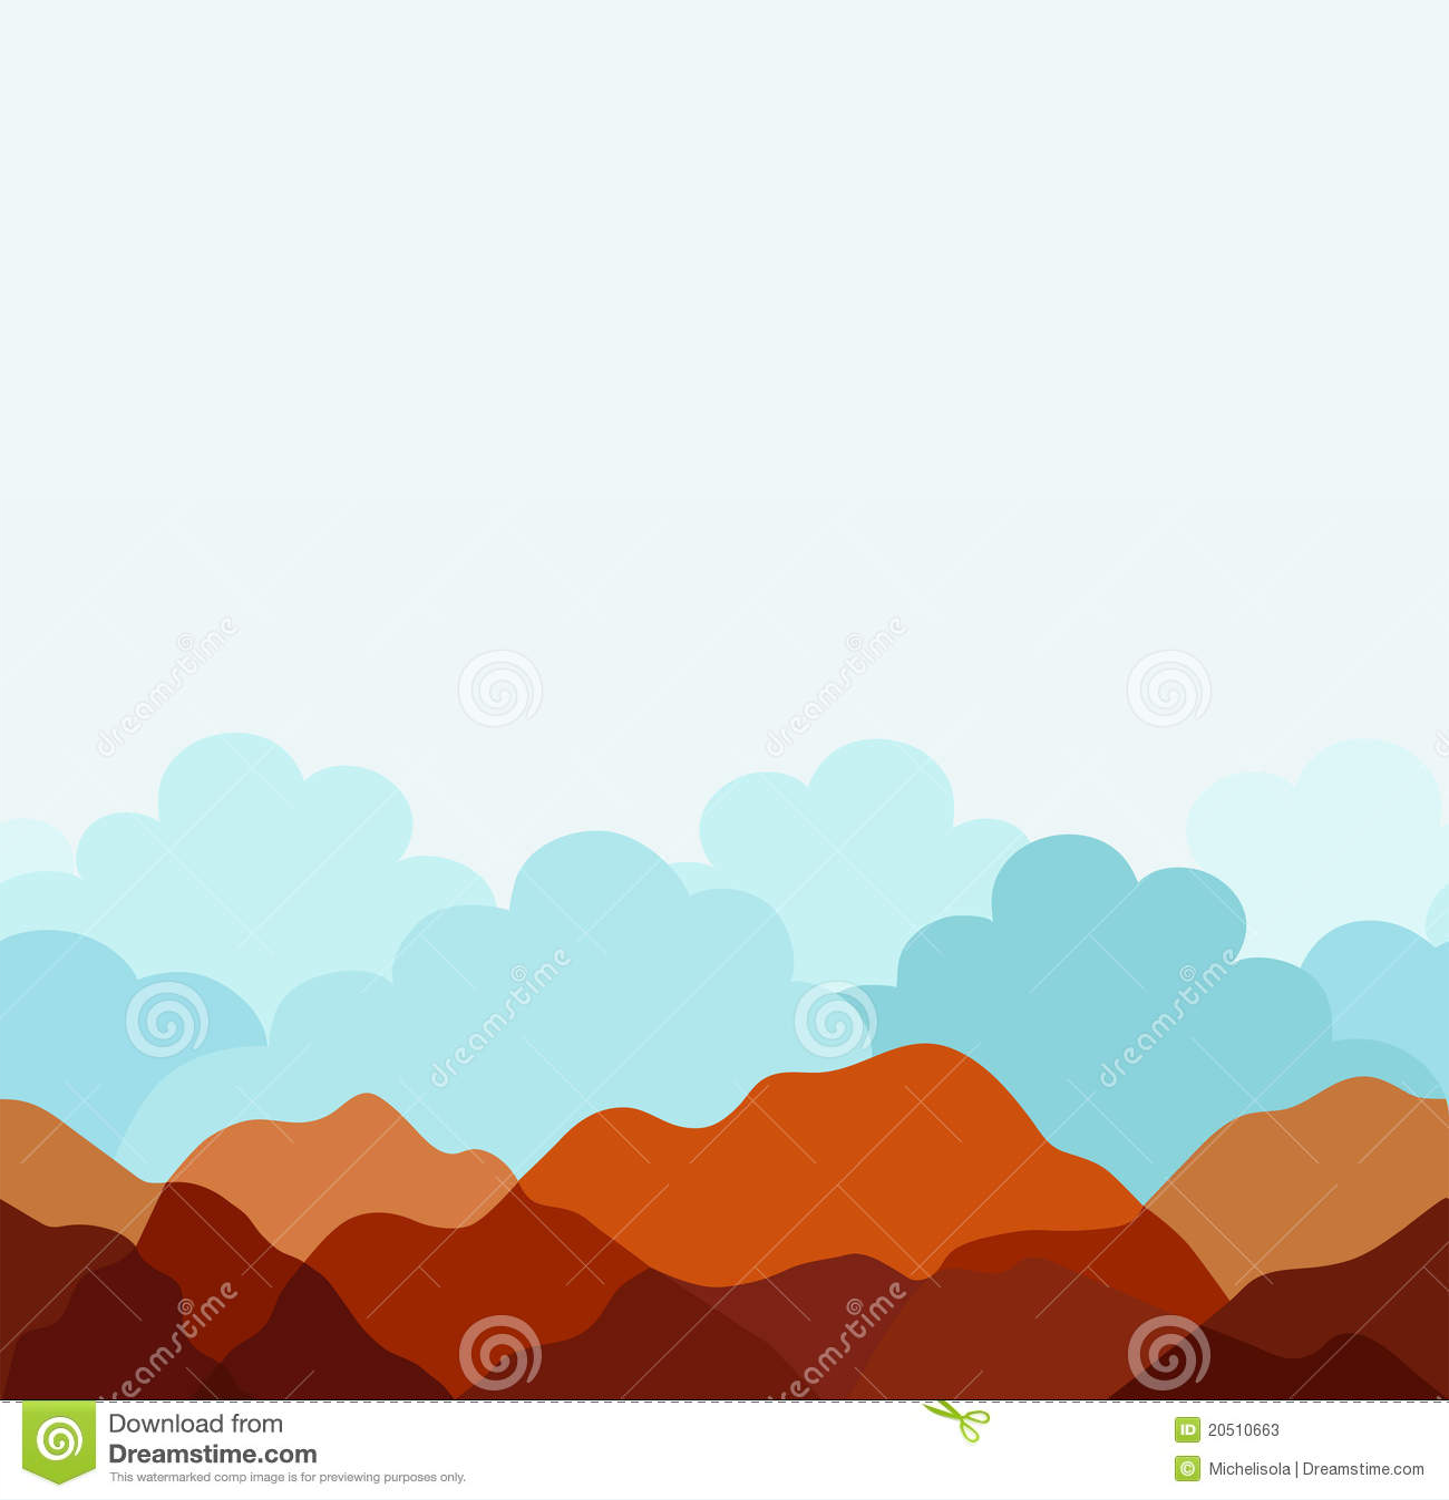 dreamstime
dreamstime
dreamstime
dreamstime
dreamstime
dreamstime
Download from
Dreamstime.com
This watermarked comp image is for previewing purposes only.
ID 20510663
© Michelisola | Dreamstime.com